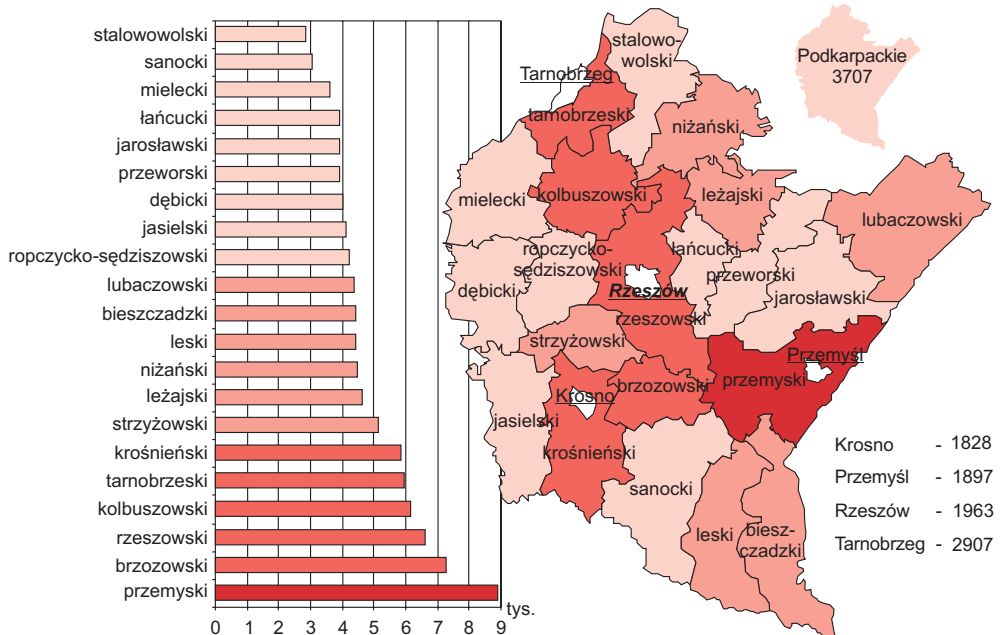 stalowowolski
sanocki
mielecki
łańcucki
jarosławski
przeworski
dębicki
jasielski
ropczycko-sędziszowski
lubaczowski
bieszczadzki
leski
niżański
leżajski
strzyżowski
krośnieński
tarnobrzeski
kolbuszowski
rzeszowski
brzozowski
przemyski
0 1 2 3 4 5 6 7 8 9
tys.
stalowo-
wolski
Tarnobrzeg
tarnobrzeski
niżański
mielecki
kolbuszowski
leżajski
lubaczowski
ropczycko-
sędziszowski
łańcucki
przeworski
jarosławski
dębicki
Rzeszów
rzeszowski
strzyżowski
Przemyśl
przemyski
brzozowski
Krosno
jasielski
krośnieński
sanocki
leski
biesz-
czadzki
Podkarpackie
3707
Krosno - 1828
Przemyśl - 1897
Rzeszów - 1963
Tarnobrzeg - 2907